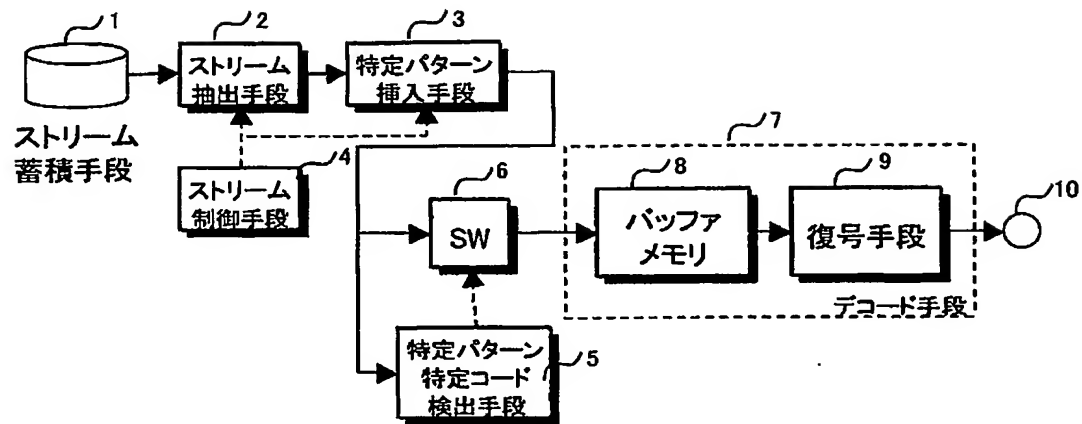 1
ストリーム
蓄積手段
2
ストリーム
抽出手段
3
特定パターン
挿入手段
4
ストリーム
制御手段
6
SW
特定パターン
特定コード
検出手段
5
7
8
バッファ
メモリ
9
復号手段
デコード手段
10